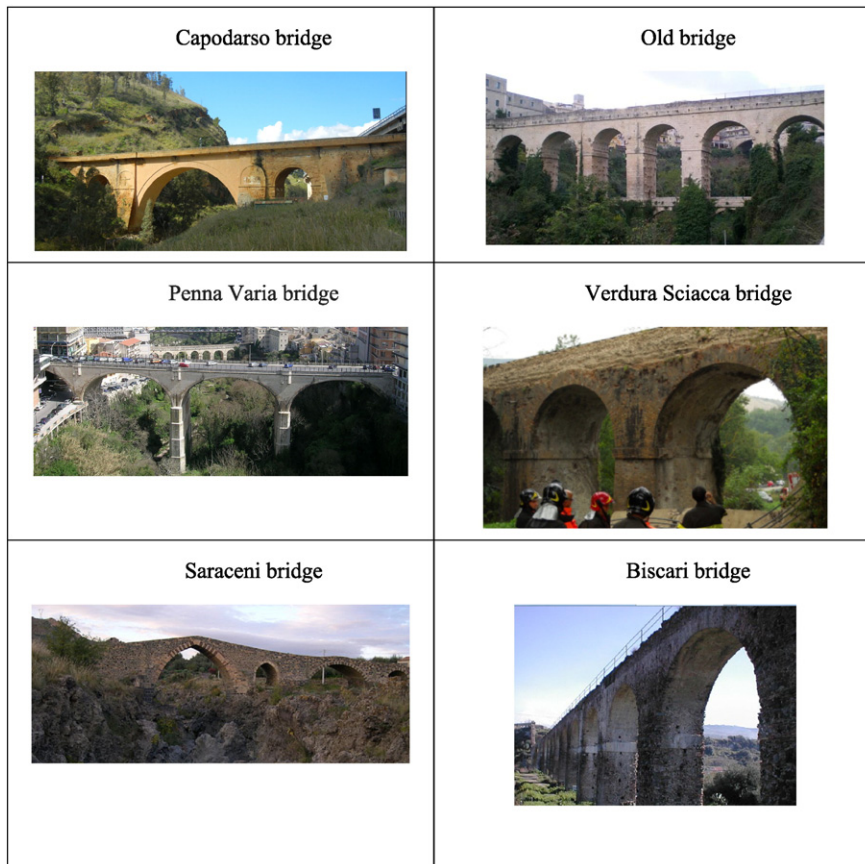 Capodarso bridge
Old bridge
Penna Varia bridge
Verdura Sciacca bridge
Saraceni bridge
Biscari bridge